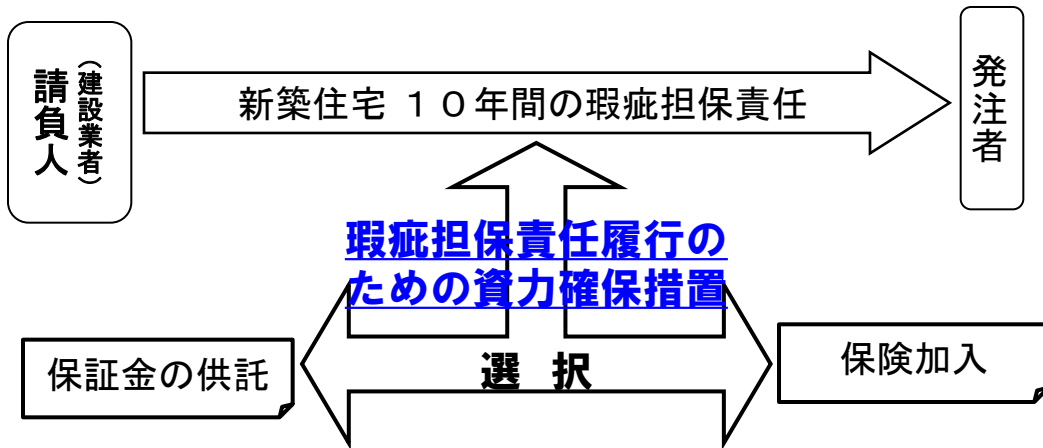 請負人
（建設業者）
新築住宅 １０年間の瑕疵担保責任
発注者
瑕疵担保責任履行の
ための資力確保措置
保証金の供託
選 択
保険加入